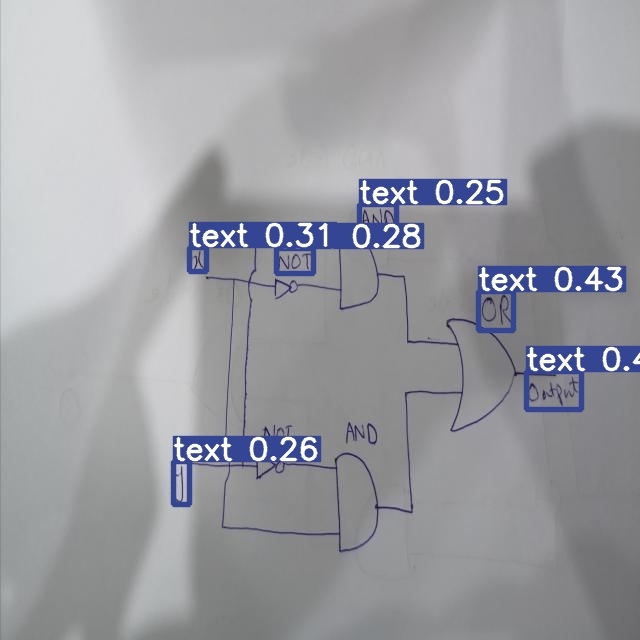 text 0.25
AND
text 0.31 0.28
x
NOT
text 0.43
OR
text 0.4
Output
AND
NOT
text 0.26